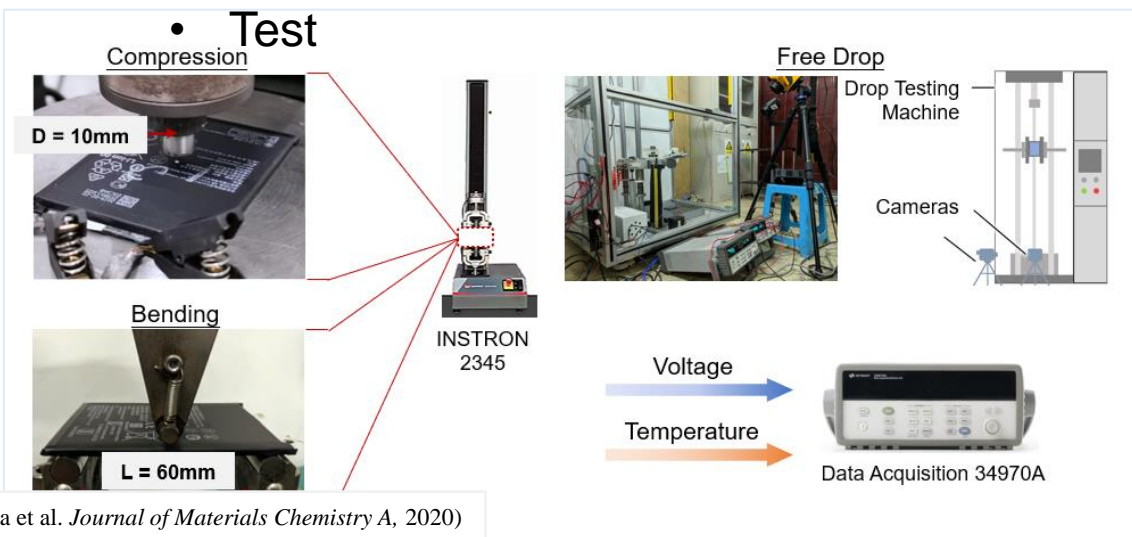 • Test
Compression
D = 10mm
Bending
L = 60mm
INSTRON
2345
Free Drop
Drop Testing
Machine
Cameras
Voltage
Temperature
Data Acquisition 34970A
a et al. Journal of Materials Chemistry A, 2020)